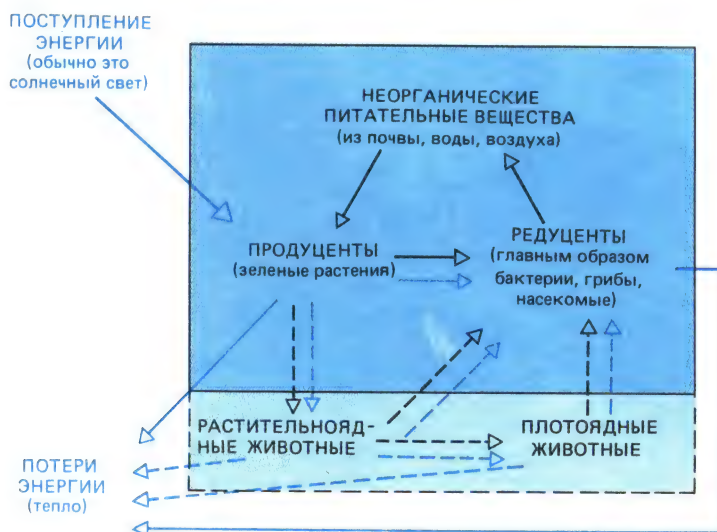 ПОСТУПЛЕНИЕ
ЭНЕРГИИ
(обычно это
солнечный свет)
НЕОРГАНИЧЕСКИЕ
ПИТАТЕЛЬНЫЕ ВЕЩЕСТВА
(из почвы, воды, воздуха)
ПРОДУЦЕНТЫ
(зеленые растения)
РЕДУЦЕНТЫ
(главным образом
бактерии, грибы,
насекомые)
РАСТИТЕЛЬНОЯД-
НЫЕ ЖИВОТНЫЕ
ПЛОТОЯДНЫЕ
ЖИВОТНЫЕ
ПОТЕРИ
ЭНЕРГИИ
(тепло)